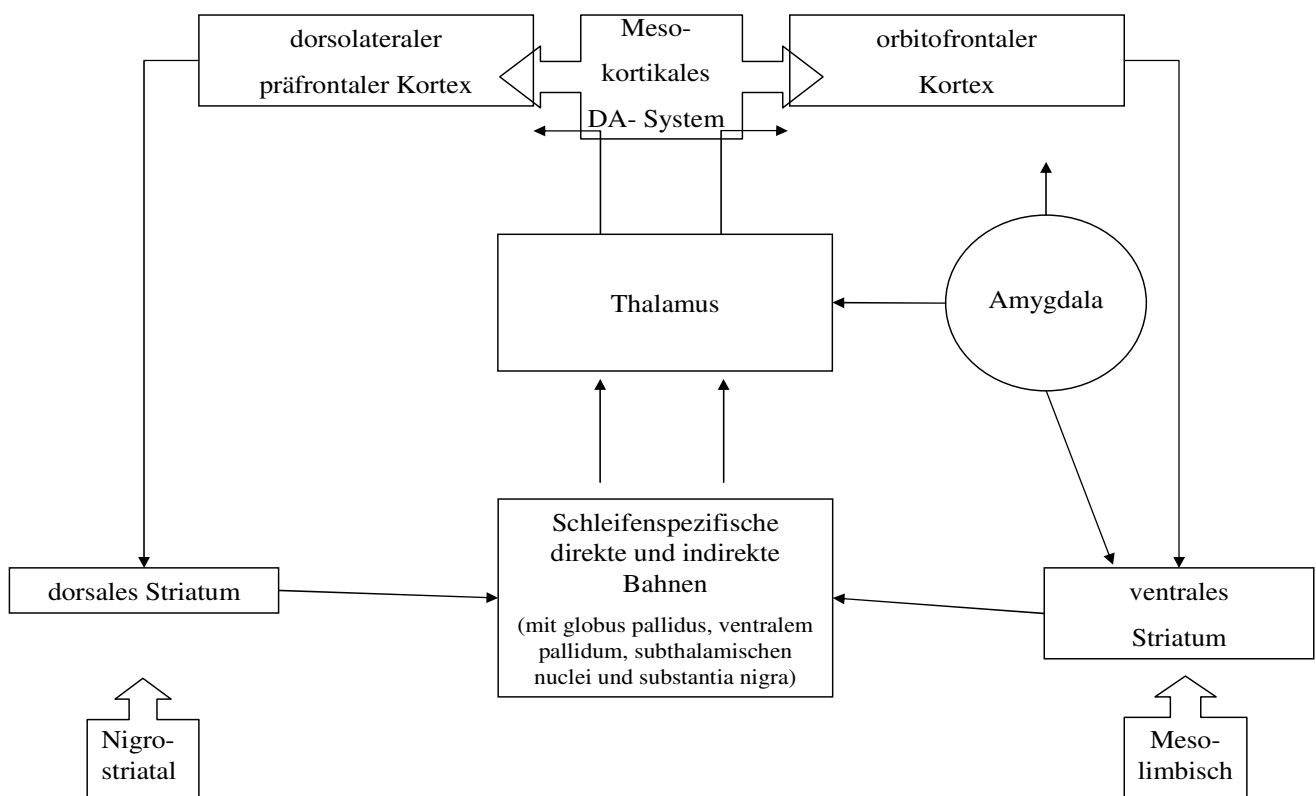 dorsolateraler
präfrontaler Kortex
Meso-
kortikales
DA- System
orbitofrontaler
Kortex
Thalamus
Amygdala
Schleifenspezifische
direkte und indirekte
Bahnen
(mit globus pallidus, ventralem
pallidum, subthalamischen
nuclei und substantia nigra)
dorsales Striatum
ventrales
Striatum
Nigro-
striatal
Meso-
limbisch